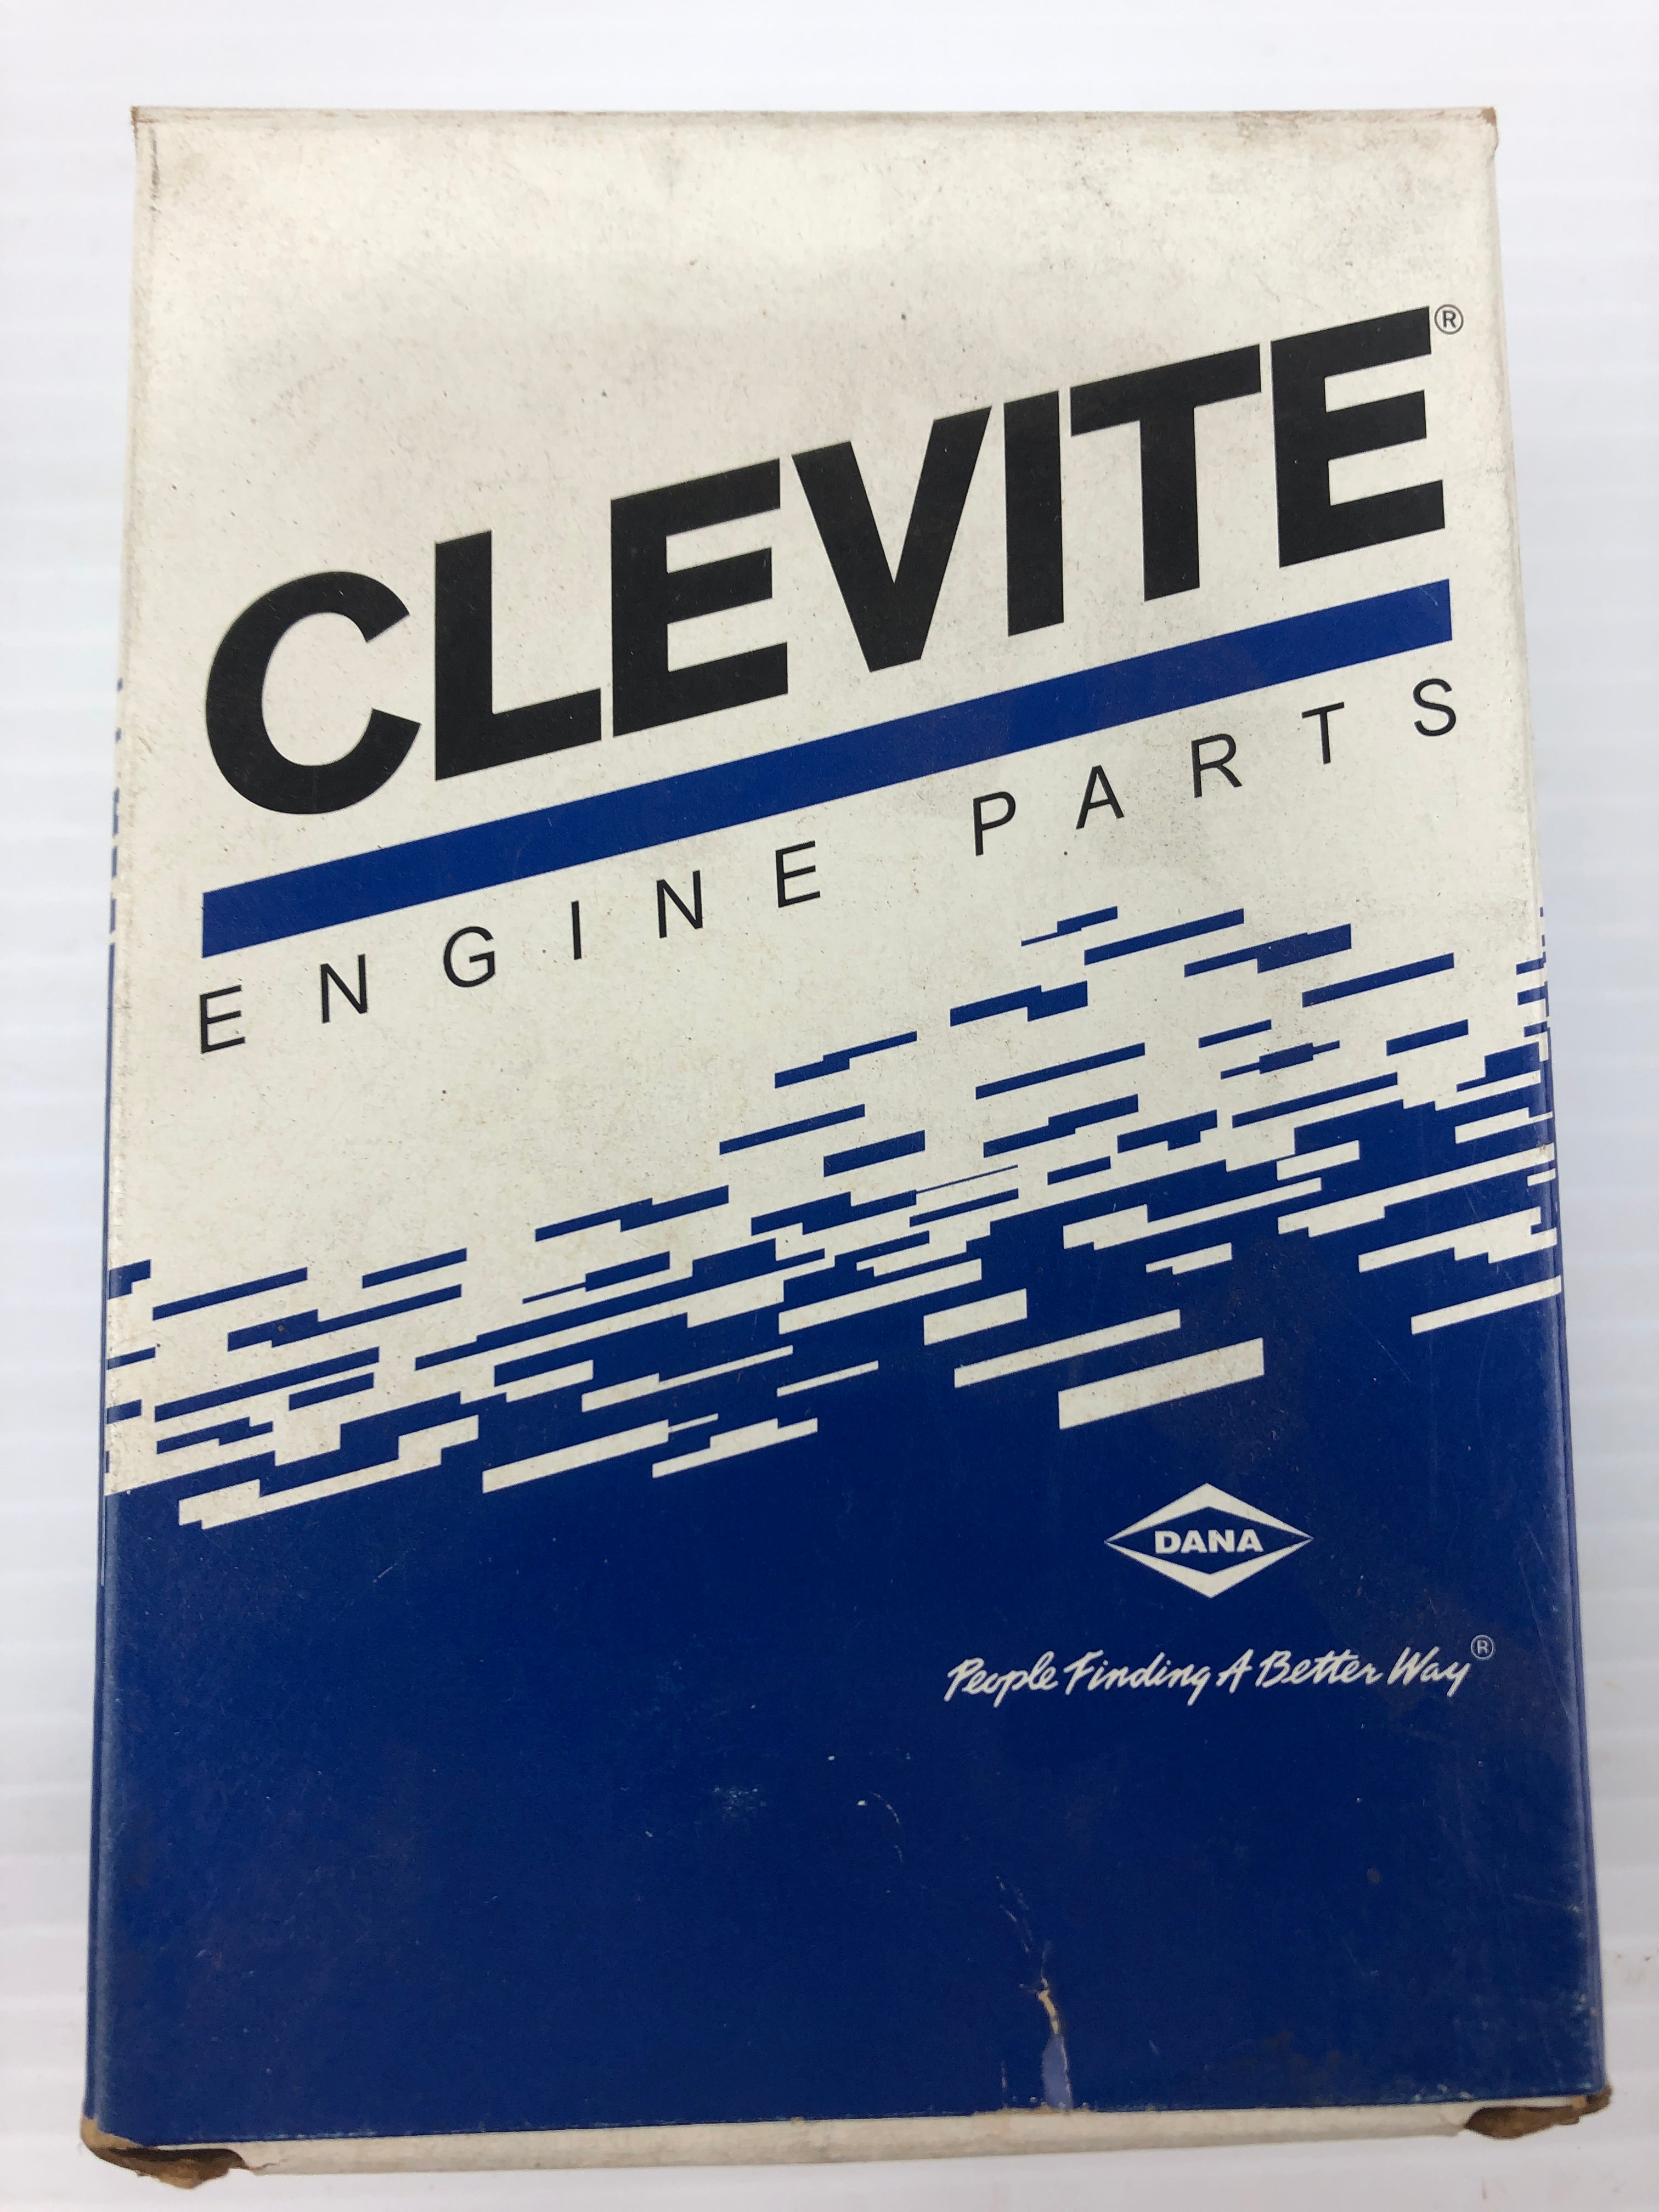 CLEVITE®
ENGINE PARTS
DANA
People Finding A Better Way®